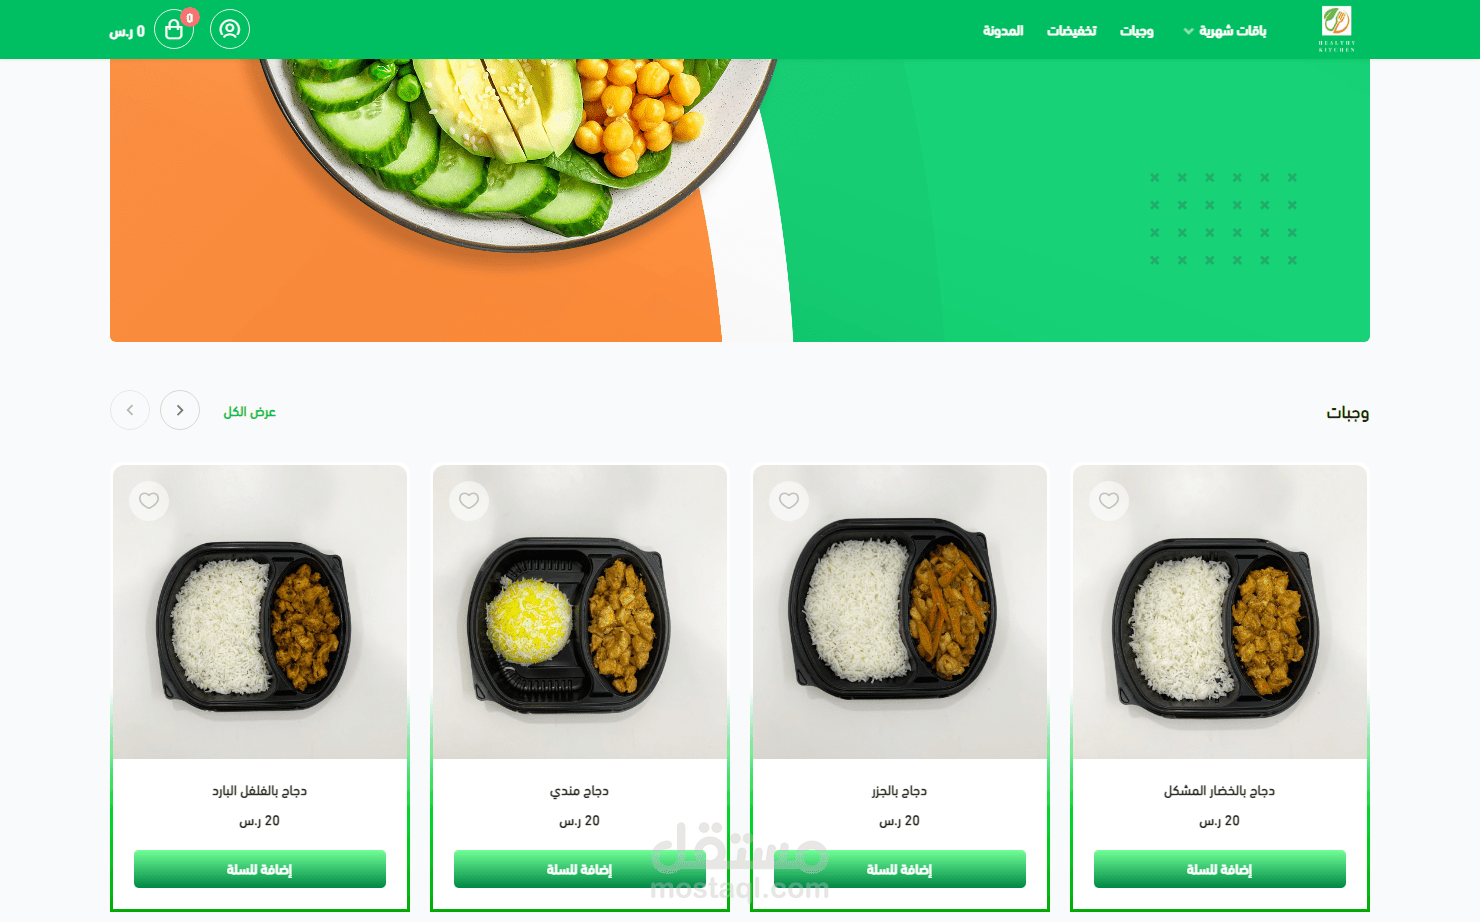 HEALTHY
KITCHEN
باقات شهرية
وجبات
تخفيضات
المدونة
0
0 ر.س
وجبات
عرض الكل
دجاج بالخضار المشكل
20 ر.س
إضافة للسلة
دجاج بالجزر
20 ر.س
إضافة للسلة
دجاج مندي
20 ر.س
إضافة للسلة
دجاج بالفلفل البارد
20 ر.س
إضافة للسلة
مستقل
mostaql.com